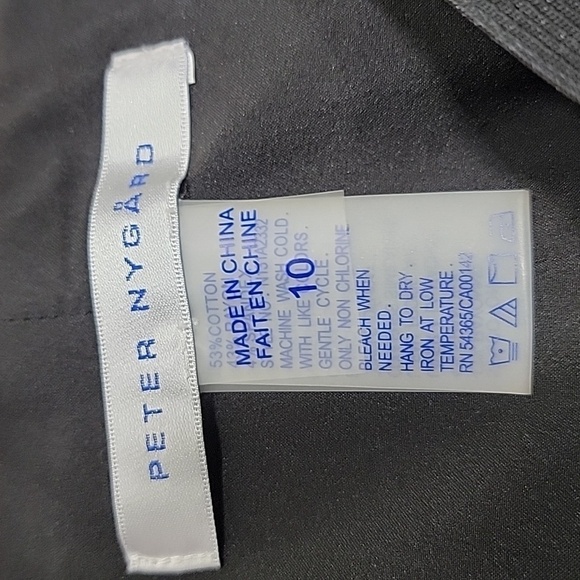 PETER NYGÅRD
MADE IN CHINA
FAIT EN CHINE
10
53%COTTON
MACHINE WASH COLD.
WITH LIKE
GENTLE CYCLE.
ONLY NON CHLORINE
BLEACH WHEN
NEEDED.
HANG TO DRY.
IRON AT LOW
TEMPERATURE.
RN 54365/CA00142